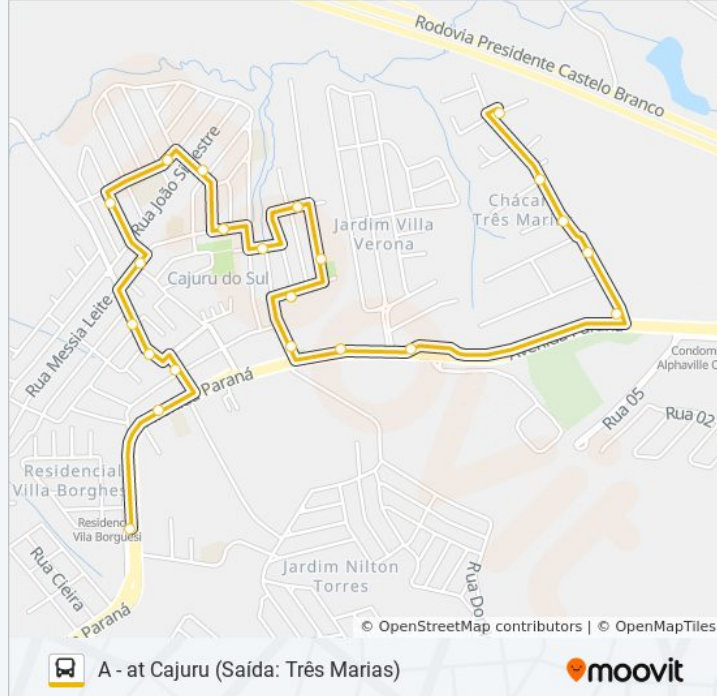 Rodovia Presidente Castelo Branco
Rua João Silvestre
Chácar
Três Mari
Jardim Villa
Verona
Cajuru do Sul
Rua Messia Leite
Avenida
Paraná
Condom
Alphaville C
Rua 05
Rua 02
Residencial
Villa Borghes
Residenc
Vila Borguesi
Rua Cieira
Jardim Nilton
Torres
Rua Do
Paraná
© OpenStreetMap contributors | © OpenMapTiles
A - at Cajuru (Saída: Três Marias)
moovit